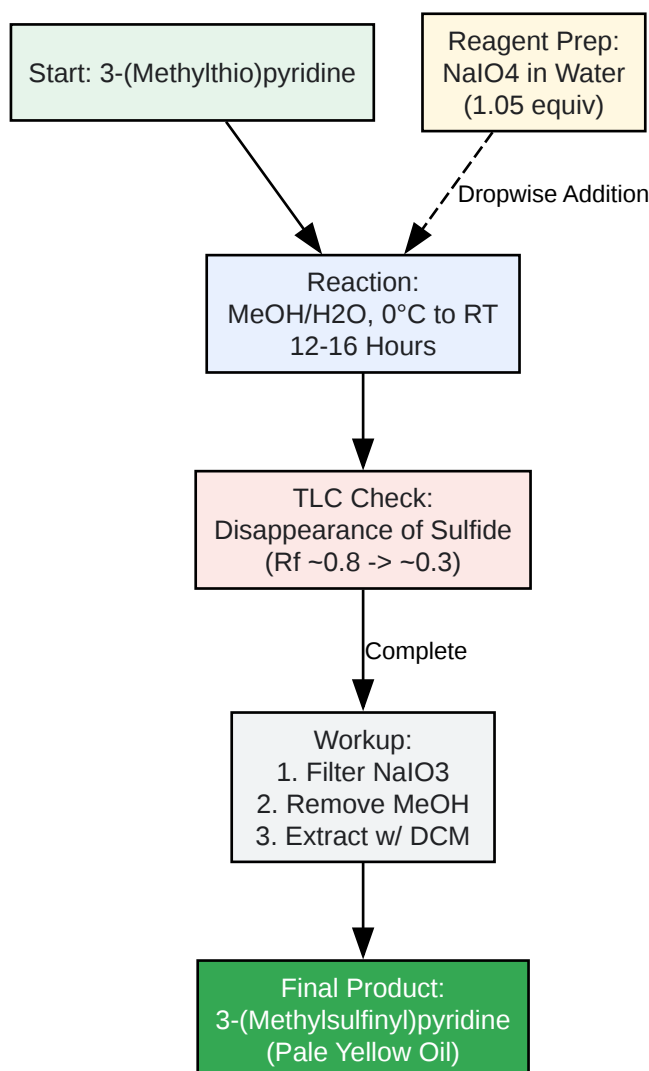 Start: 3-(Methylthio)pyridine
Reagent Prep:
NaIO4 in Water
(1.05 equiv)
Dropwise Addition
Reaction:
MeOH/H2O, 0°C to RT
12-16 Hours
TLC Check:
Disappearance of Sulfide
(Rf ~0.8 -> ~0.3)
Complete
Workup:
1. Filter NaIO3
2. Remove MeOH
3. Extract w/ DCM
Final Product:
3-(Methylsulfinyl)pyridine
(Pale Yellow Oil)